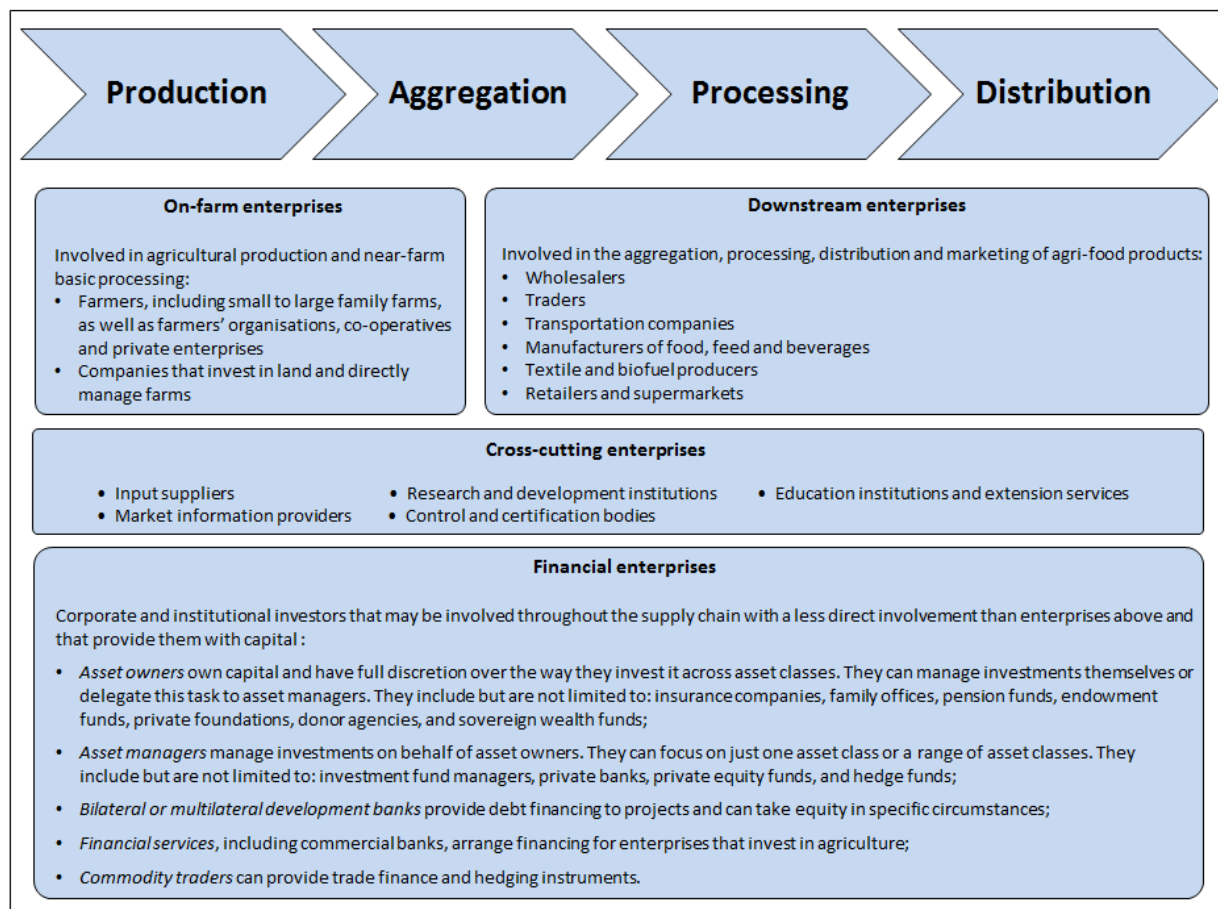 Production
Aggregation
Processing
Distribution
On-farm enterprises
Involved in agricultural production and near-farm
basic processing:
• Farmers, including small to large family farms,
as well as farmers' organisations, co-operatives
and private enterprises
• Companies that invest in land and directly
manage farms
Downstream enterprises
Involved in the aggregation, processing, distribution and marketing of agri-food products:
• Wholesalers
• Traders
• Transportation companies
• Manufacturers of food, feed and beverages
• Textile and biofuel producers
• Retailers and supermarkets
Cross-cutting enterprises
• Input suppliers • Research and development institutions • Education institutions and extension services
• Market information providers • Control and certification bodies
Financial enterprises
Corporate and institutional investors that may be involved throughout the supply chain with a less direct involvement than enterprises above and
that provide them with capital :
• Asset owners own capital and have full discretion over the way they invest it across asset classes. They can manage investments themselves or
delegate this task to asset managers. They include but are not limited to: insurance companies, family offices, pension funds, endowment
funds, private foundations, donor agencies, and sovereign wealth funds;
• Asset managers manage investments on behalf of asset owners. They can focus on just one asset class or a range of asset classes. They
include but are not limited to: investment fund managers, private banks, private equity funds, and hedge funds;
• Bilateral or multilateral development banks provide debt financing to projects and can take equity in specific circumstances;
• Financial services, including commercial banks, arrange financing for enterprises that invest in agriculture;
• Commodity traders can provide trade finance and hedging instruments.